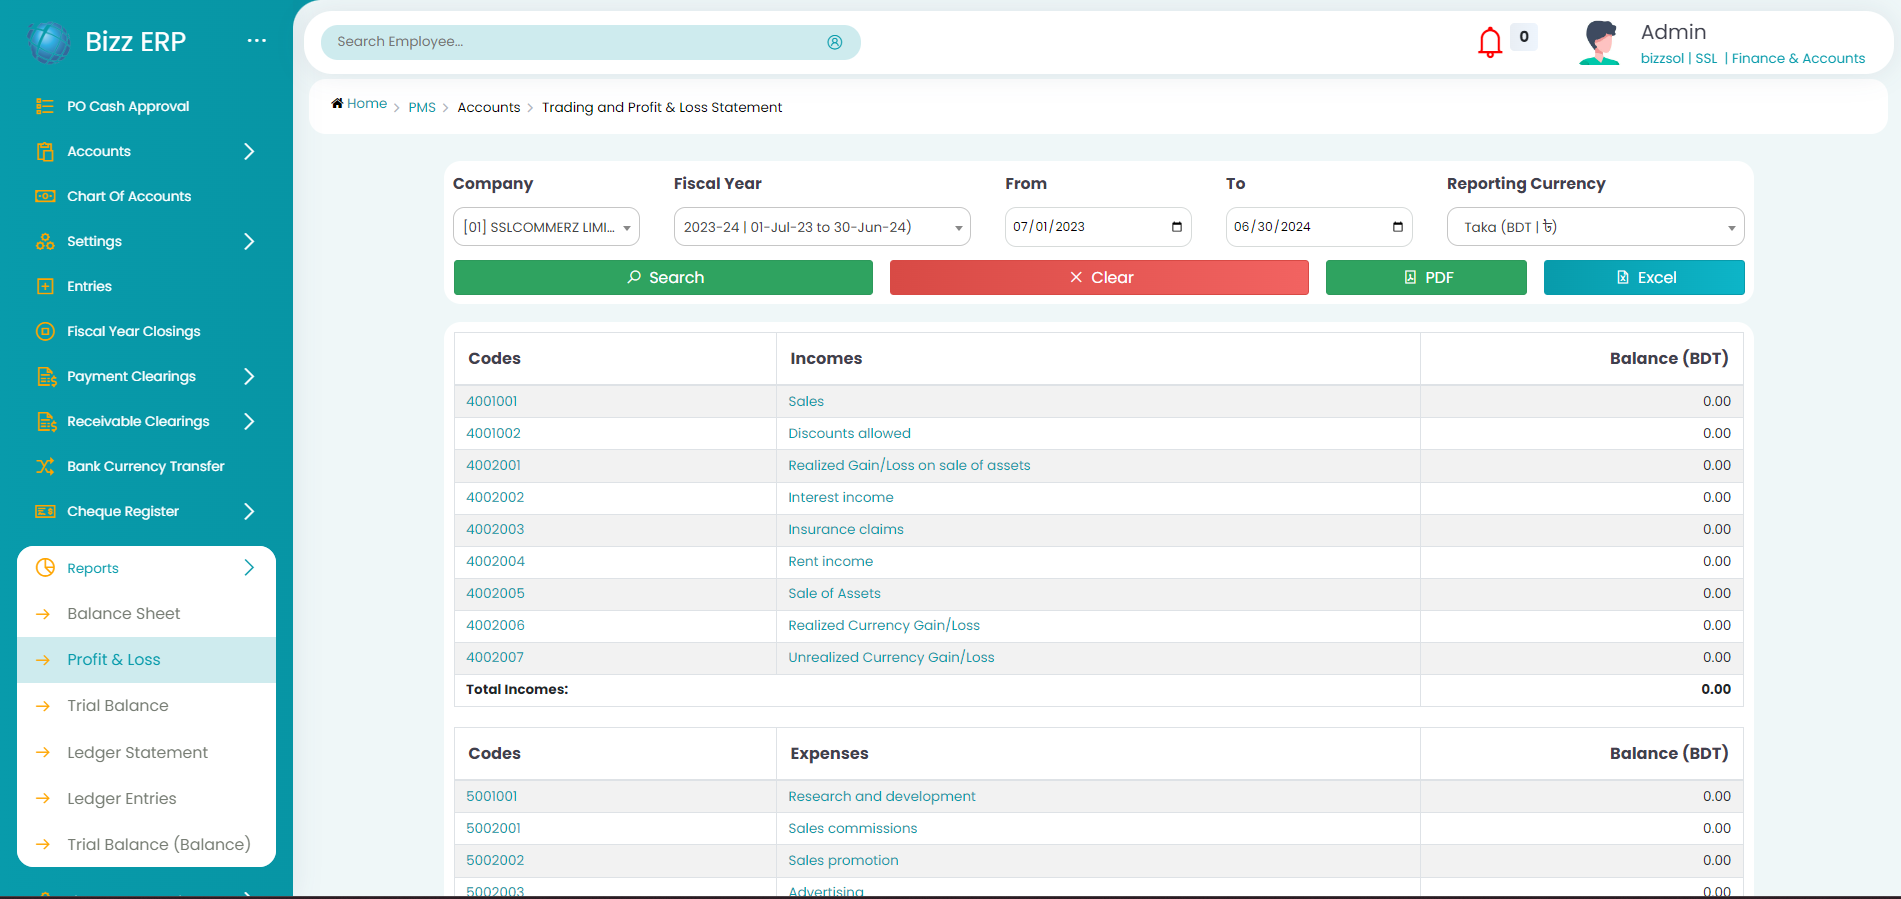 Bizz ERP
Search Employee...
0
Admin
bizzsol | SSL | Finance & Accounts
Home
PMS
Accounts
Trading and Profit & Loss Statement
PO Cash Approval
Accounts
Chart Of Accounts
Settings
Entries
Fiscal Year Closings
Payment Clearings
Receivable Clearings
Bank Currency Transfer
Cheque Register
Reports
Balance Sheet
Profit & Loss
Trial Balance
Ledger Statement
Ledger Entries
Trial Balance (Balance)
Company Fiscal Year From To Reporting Currency
[01] SSLCOMMERZ LIMI... 2023-24 | 01-Jul-23 to 30-Jun-24) 07/01/2023 06/30/2024 Taka (BDT | ৳)
Search Clear PDF Excel
Codes Incomes Balance (BDT)
4001001 Sales 0.00
4001002 Discounts allowed 0.00
4002001 Realized Gain/Loss on sale of assets 0.00
4002002 Interest income 0.00
4002003 Insurance claims 0.00
4002004 Rent income 0.00
4002005 Sale of Assets 0.00
4002006 Realized Currency Gain/Loss 0.00
4002007 Unrealized Currency Gain/Loss 0.00
Total Incomes: 0.00
Codes Expenses Balance (BDT)
5001001 Research and development 0.00
5002001 Sales commissions 0.00
5002002 Sales promotion 0.00
5002003 Advertising 0.00